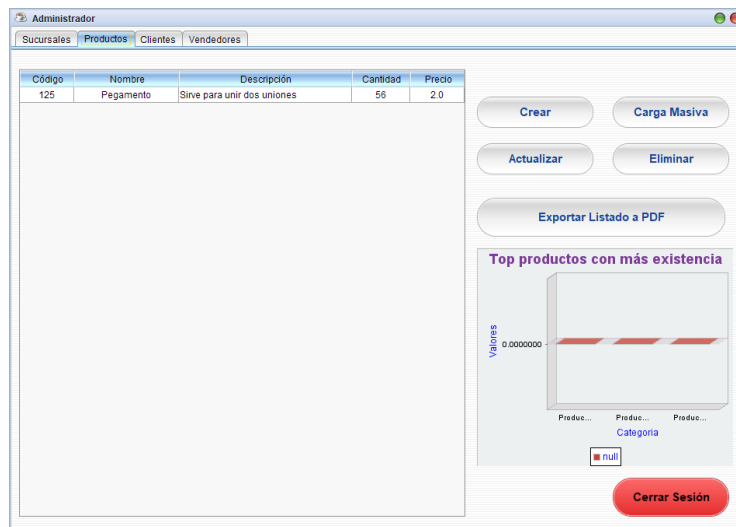 Administrador
Sucursales Productos Clientes Vendedores
Código Nombre Descripción Cantidad Precio
125 Pegamento Sirve para unir dos uniones 56 2.0
Crear Carga Masiva
Actualizar Eliminar
Exportar Listado a PDF
Top productos con más existencia
Valores
0.0000000
Produc... Produc... Produc...
Categoria
null
Cerrar Sesión